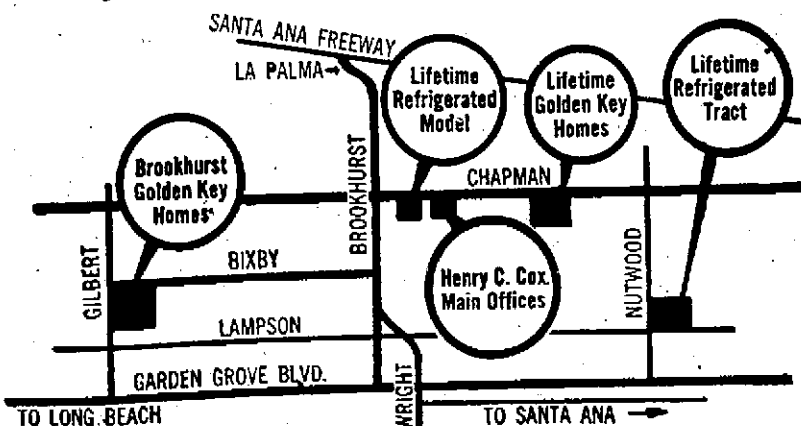 SANTA ANA FREEWAY
LA PALMA→
Lifetime
Refrigerated
Model
Lifetime
Golden Key
Homes
Lifetime
Refrigerated
Tract
Brookhurst
Golden Key
Homes
BROOKHURST
CHAPMAN
GILBERT
BIXBY
Henry C. Cox.
Main Offices
NUTWOOD
LAMPSON
GARDEN GROVE BLVD.
WRIGHT
TO LONG BEACH
TO SANTA ANA →